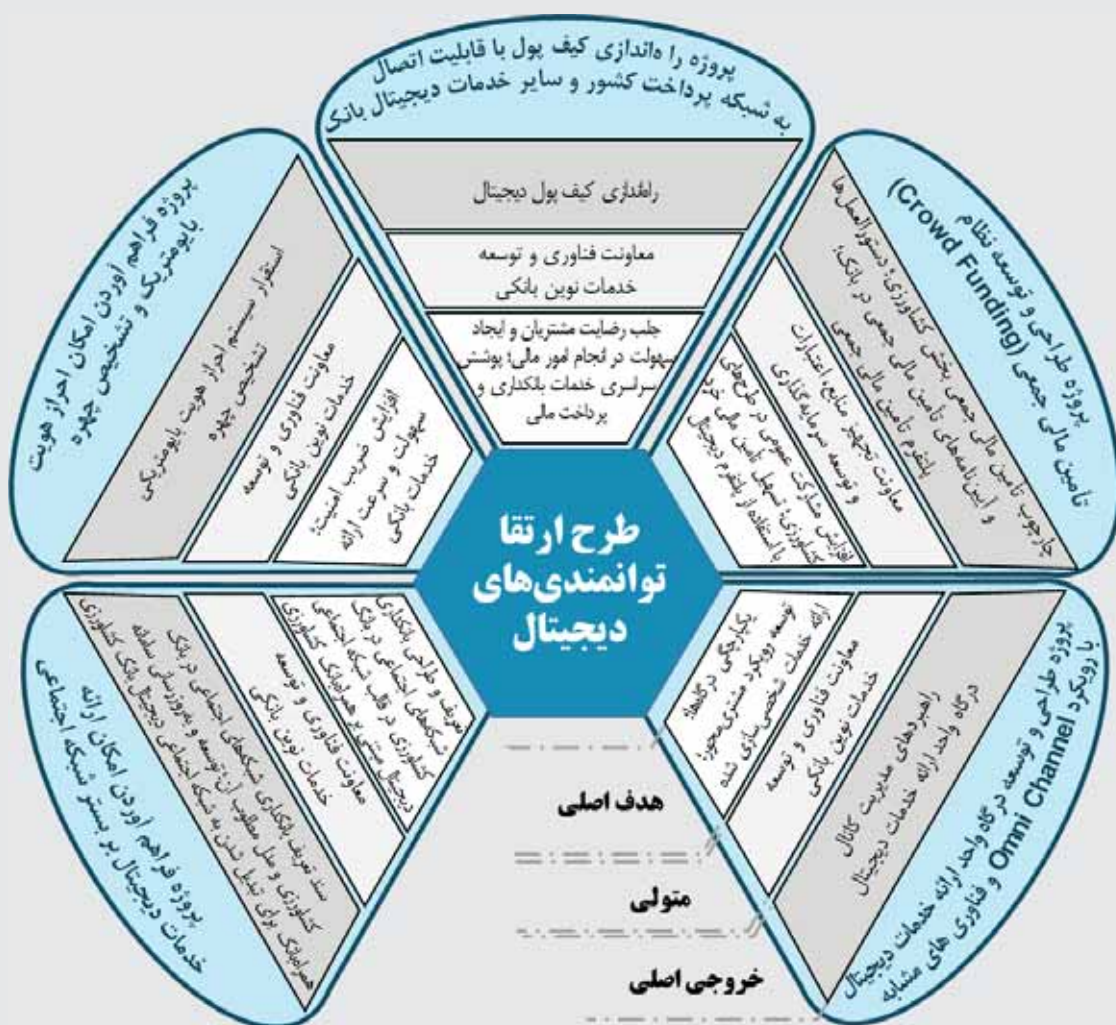 پروژه راه‌اندازی کیف پول با قابلیت اتصال
به شبکه پرداخت کشور و سایر خدمات دیجیتال بانک
راه‌اندازی کیف پول دیجیتال
معاونت فناوری و توسعه
خدمات نوین بانکی
جلب رضایت مشتریان و ایجاد
سهولت در انجام امور مالی؛ پوشش
سراسری خدمات بانکداری و
پرداخت مالی
پروژه طراحی و توسعه نظام
تامین مالی جمعی (Crowd Funding)
چارچوب تامین مالی جمعی بخش کشاورزی؛ دستورالعمل‌ها
و آیین‌نامه‌های تامین مالی جمعی در بانک؛
پلتفرم تامین مالی جمعی
معاونت تجهیز منابع، اعتبارات
و توسعه سرمایه‌گذاری
افزایش مشارکت عمومی در طرح‌های
کشاورزی؛ تسهیل تامین مالی خرد
با استفاده از پلتفرم دیجیتال
پروژه طراحی و توسعه درگاه واحد ارائه خدمات دیجیتال
با رویکرد Omni Channel و فناوری های مشابه
راهبردهای مدیریت کانال
درگاه واحد ارائه خدمات دیجیتال
معاونت فناوری و توسعه
خدمات نوین بانکی
یکپارچگی درگاه‌ها؛
توسعه رویکرد مشتری‌محور؛
ارائه خدمات شخصی‌سازی شده
پروژه فراهم آوردن امکان ارائه
خدمات دیجیتال بر بستر شبکه اجتماعی
سند تعریف بانکداری شبکه‌های اجتماعی در بانک
کشاورزی و مدل مطلوب آن؛ توسعه و به‌روزرسانی سامانه
همراه‌بانک برای تبدیل شدن به شبکه اجتماعی دیجیتال بانک کشاورزی
معاونت فناوری و توسعه
خدمات نوین بانکی
تعریف و طراحی بانکداری
شبکه‌های اجتماعی در بانک
کشاورزی در قالب شبکه اجتماعی
دیجیتال مبتنی بر همراه‌بانک کشاورزی
پروژه فراهم آوردن امکان احراز هویت
بایومتریک و تشخیص چهره
استقرار سیستم احراز هویت بایومتریکی
تشخیص چهره
معاونت فناوری و توسعه
خدمات نوین بانکی
افزایش ضریب امنیت؛
سهولت و سرعت ارائه
خدمات بانکی
طرح ارتقا
توانمندی‌های
دیجیتال
هدف اصلی
متولی
خروجی اصلی